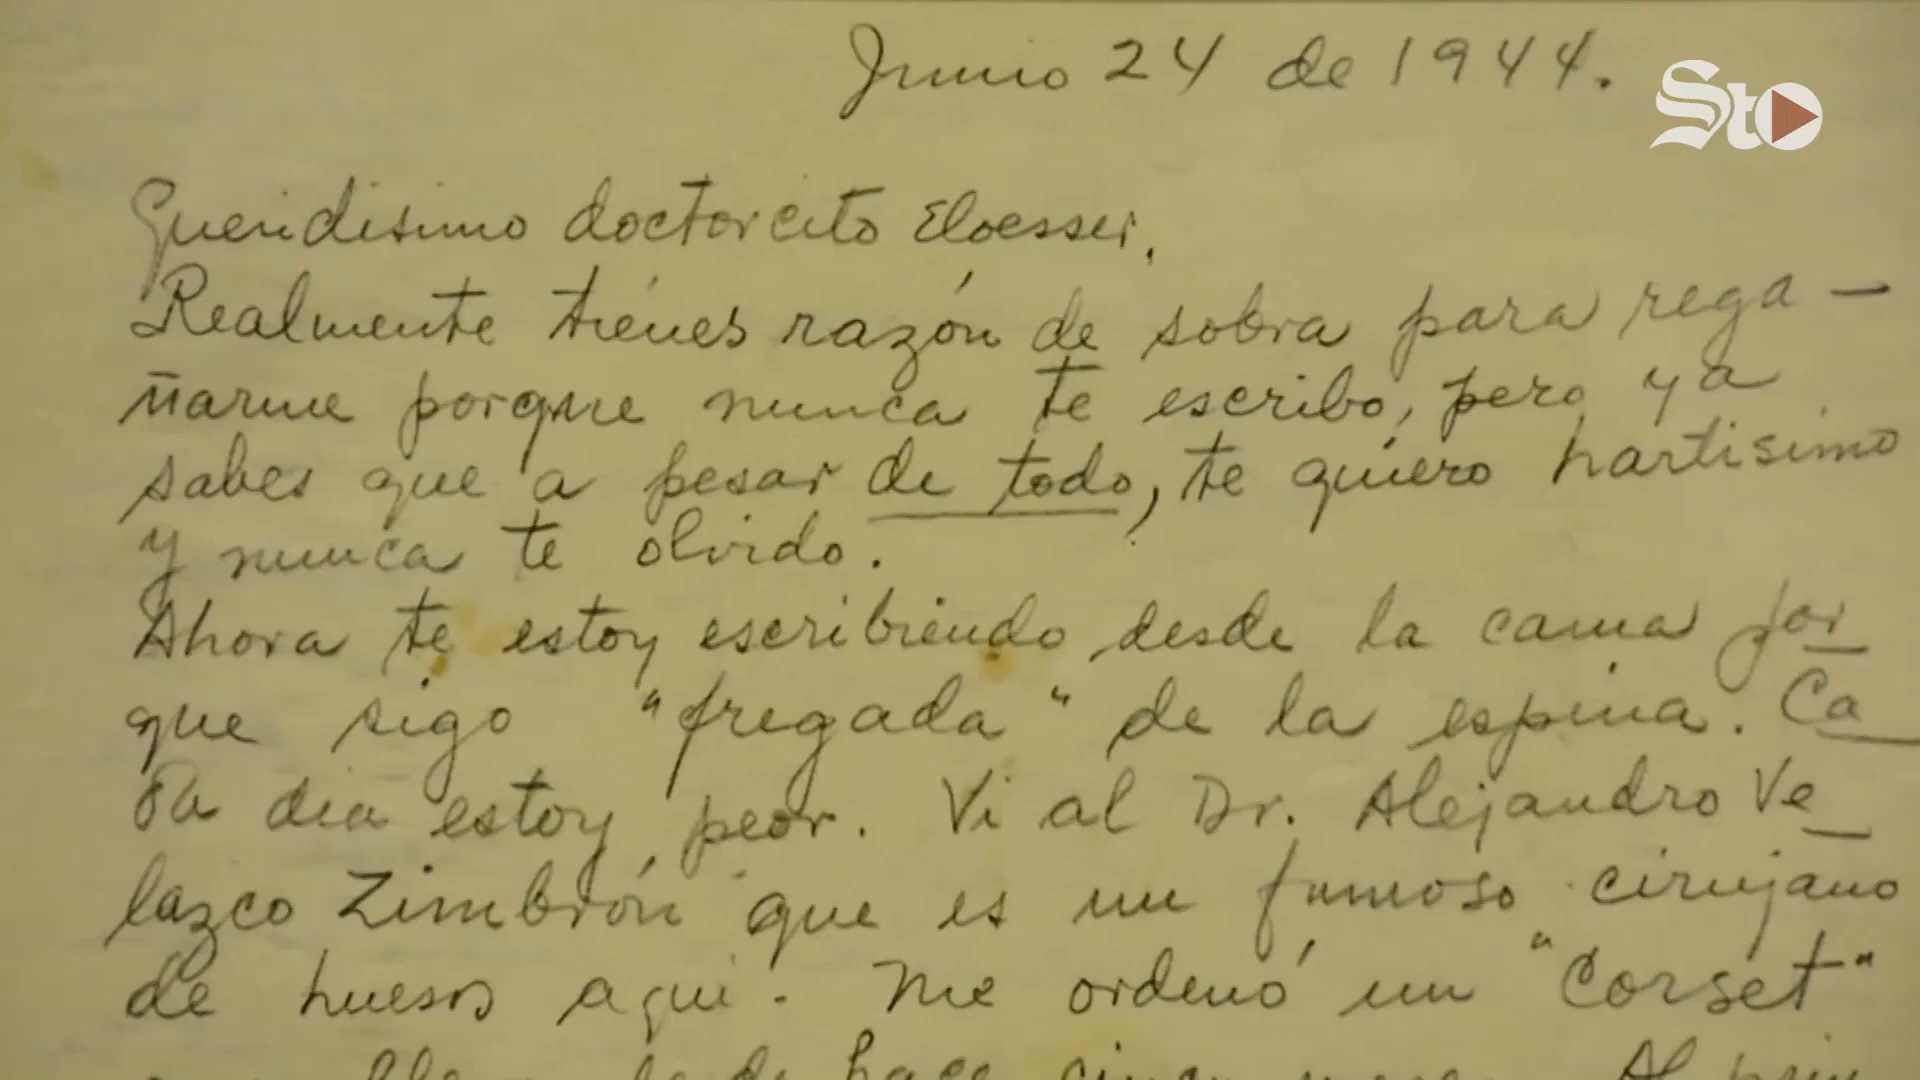 Junio 24 de 1944.
Sto
Queridisimo doctorcito Eloesser,
Realmente tienes razón de sobra para rega-
ñarme porque nunca te escribo, pero ya
sabes que a pesar de todo, te quiero hartisimo
y nunca te olvido.
Ahora te estoy escribiendo desde la cama por
que sigo "fregada" de la espina. Ca
da dia estoy peor. Vi al Dr. Alejandro Ve
lazco Zimbrón que es un famoso cirujano
de huesos aqui. Me ordenó un "Corset"
hace